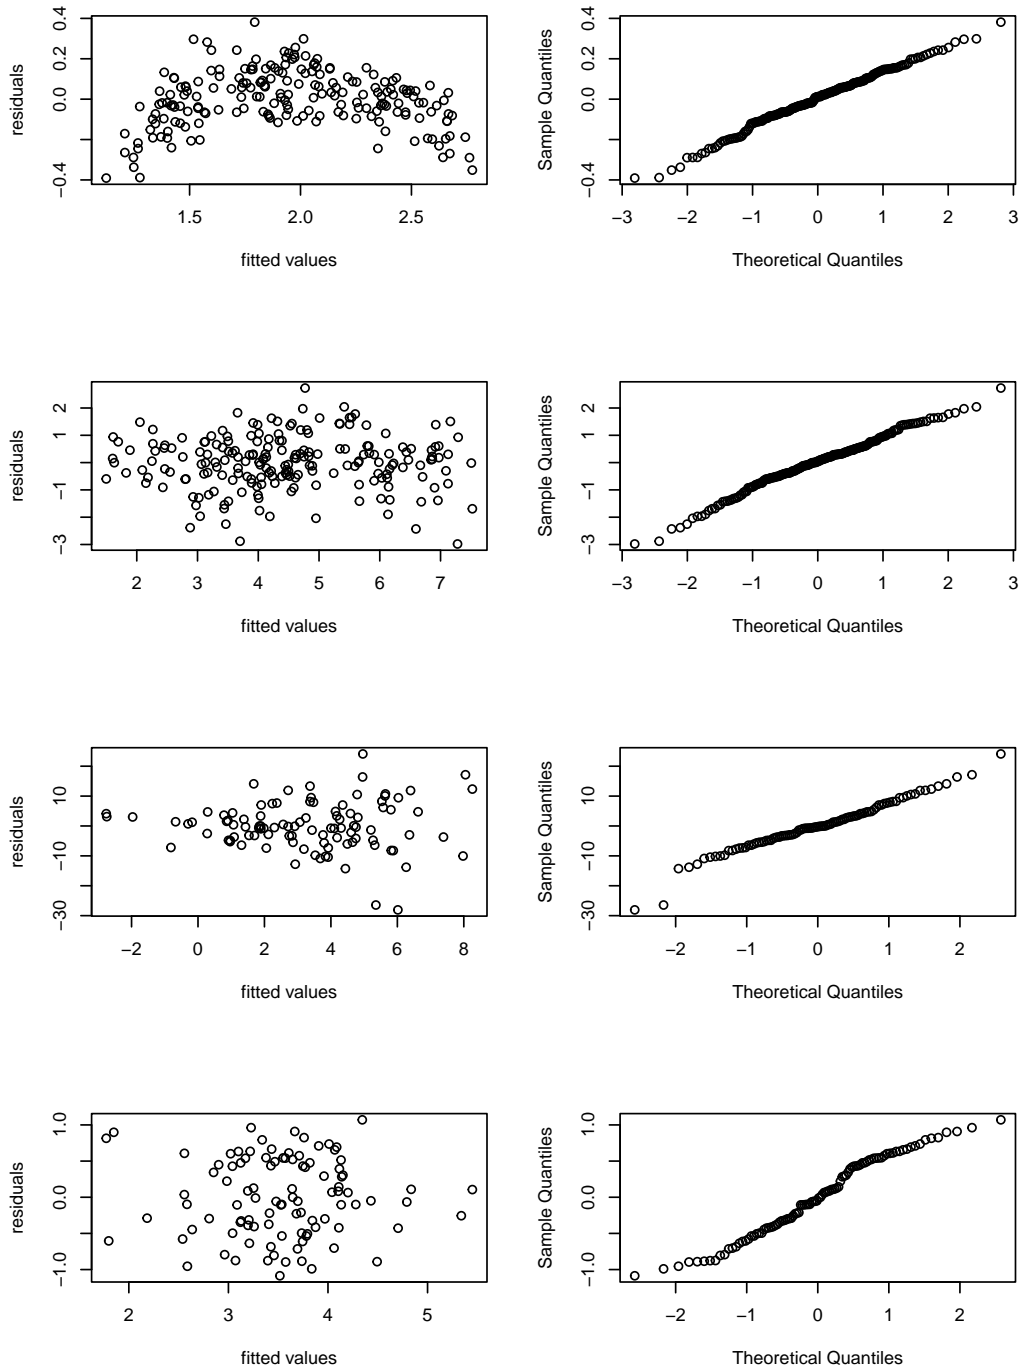 residuals
0.4
0.2
0.0
−0.4
1.5 2.0 2.5
fitted values
Sample Quantiles
0.4
0.2
0.0
−0.4
−3 −2 −1 0 1 2 3
Theoretical Quantiles
residuals
2
1
−1
−3
2 3 4 5 6 7
fitted values
Sample Quantiles
2
1
−1
−3
−3 −2 −1 0 1 2 3
Theoretical Quantiles
residuals
10
−10
−30
−2 0 2 4 6 8
fitted values
Sample Quantiles
10
−10
−30
−2 −1 0 1 2
Theoretical Quantiles
residuals
1.0
0.0
−1.0
2 3 4 5
fitted values
Sample Quantiles
1.0
0.0
−1.0
−2 −1 0 1 2
Theoretical Quantiles